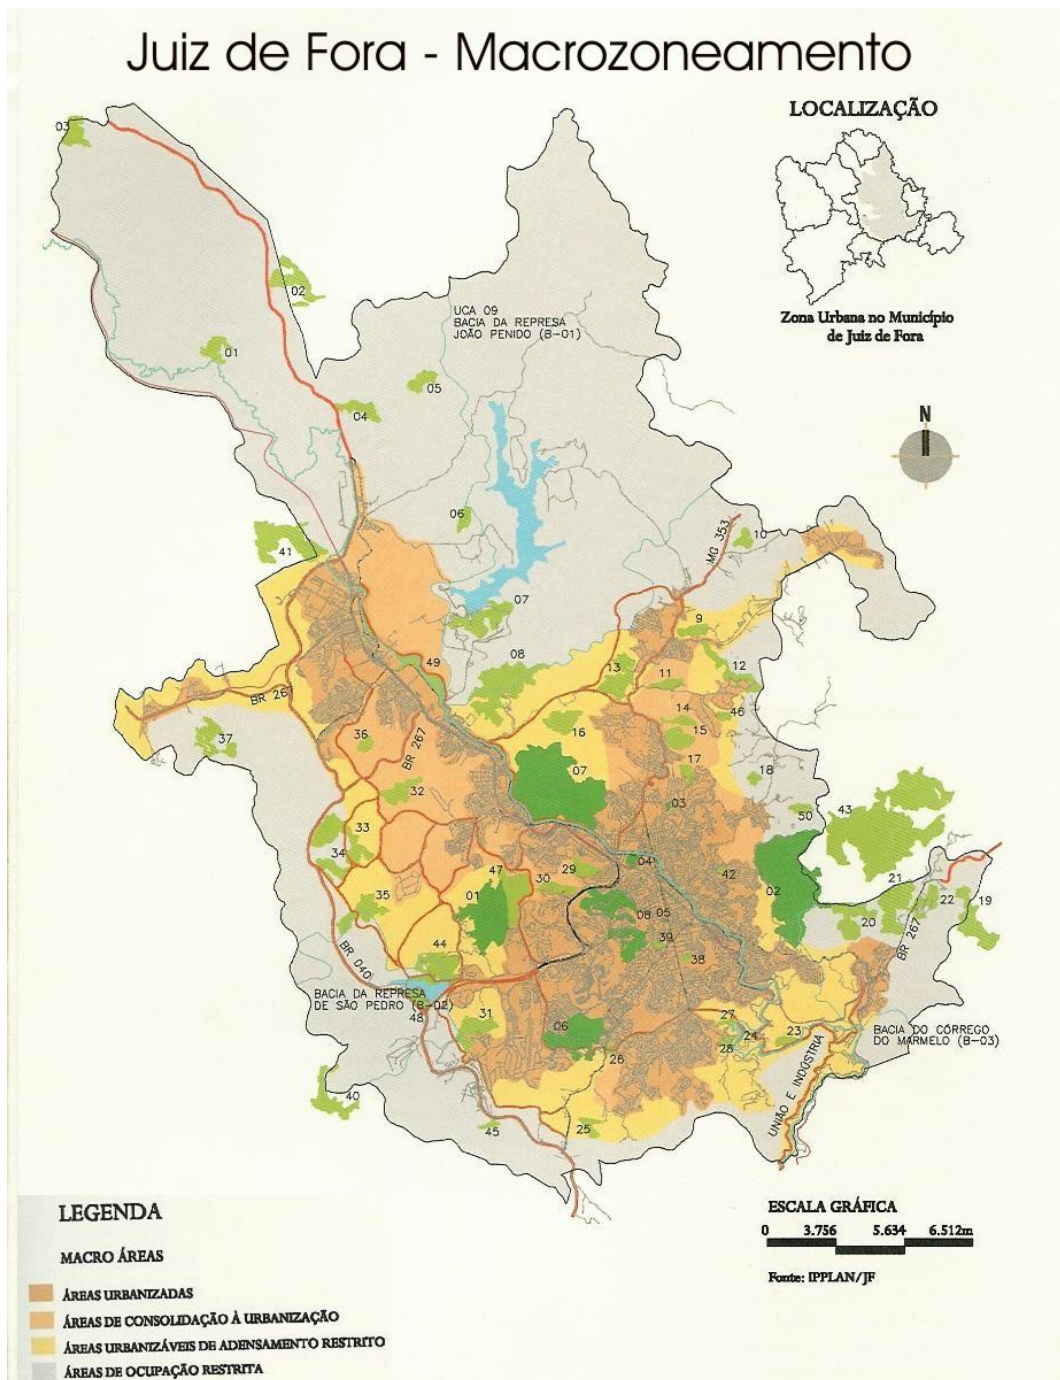 Juiz de Fora - Macrozoneamento
LOCALIZAÇÃO
Zona Urbana no Município
de Juiz de Fora
N
03
02
UCA 09
BACIA DA REPRESA
JOÃO PENIDO (B-01)
01
05
04
06
MG 353
10
41
07
9
49
08
13
11
12
BR 267
14
46
16
15
37
36
BR 267
07
17
18
32
03
43
33
50
34
04
47
29
30
42
21
01
02
22
19
35
08
05
20
44
39
BR 267
BR 040
38
BACIA DA REPRESA
DE SÃO PEDRO (B-02)
48
31
27
06
24
23
BACIA DO CÓRREGO
DO MARMELO (B-03)
28
26
UNIÃO E INDÚSTRIA
40
45
25
LEGENDA
MACRO ÁREAS
ÁREAS URBANIZADAS
ÁREAS DE CONSOLIDAÇÃO À URBANIZAÇÃO
ÁREAS URBANIZÁVEIS DE ADENSAMENTO RESTRITO
ÁREAS DE OCUPAÇÃO RESTRITA
ESCALA GRÁFICA
0 3.756 5.634 6.512m
Fonte: IPPLAN/JF